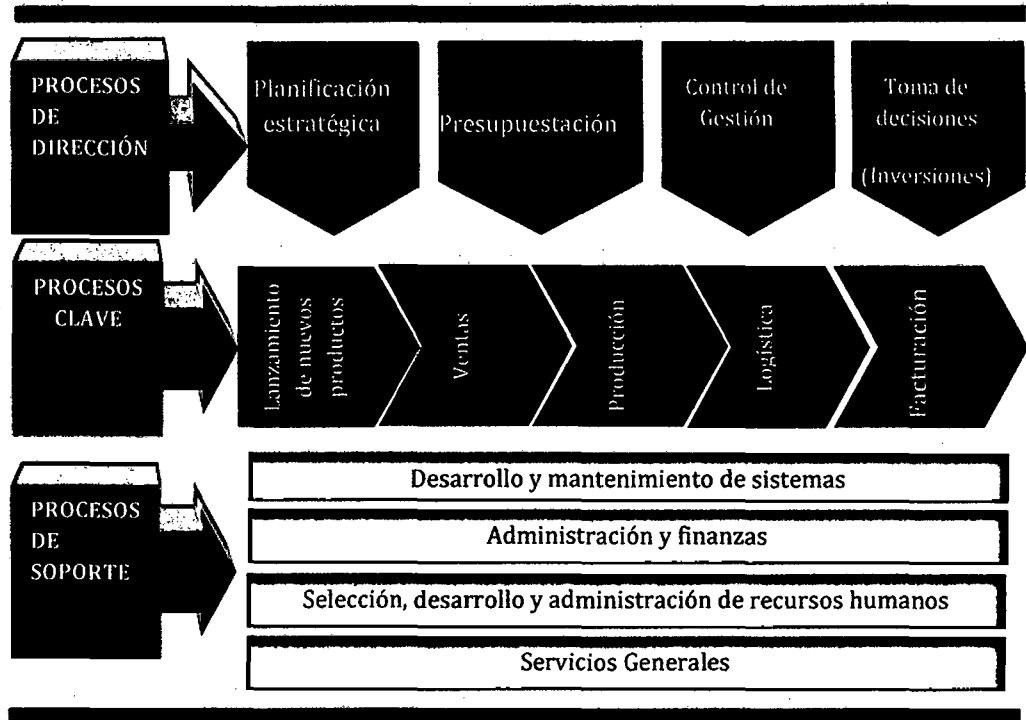 PROCESOS
DE
DIRECCIÓN
Planificación
estratégica
Presupuestación
Control de
Gestión
Toma de
decisiones
(Inversiones)
PROCESOS
CLAVE
Lanzamiento
de nuevos
productos
Ventas
Producción
Logística
Facturación
PROCESOS
DE
SOPORTE
Desarrollo y mantenimiento de sistemas
Administración y finanzas
Selección, desarrollo y administración de recursos humanos
Servicios Generales